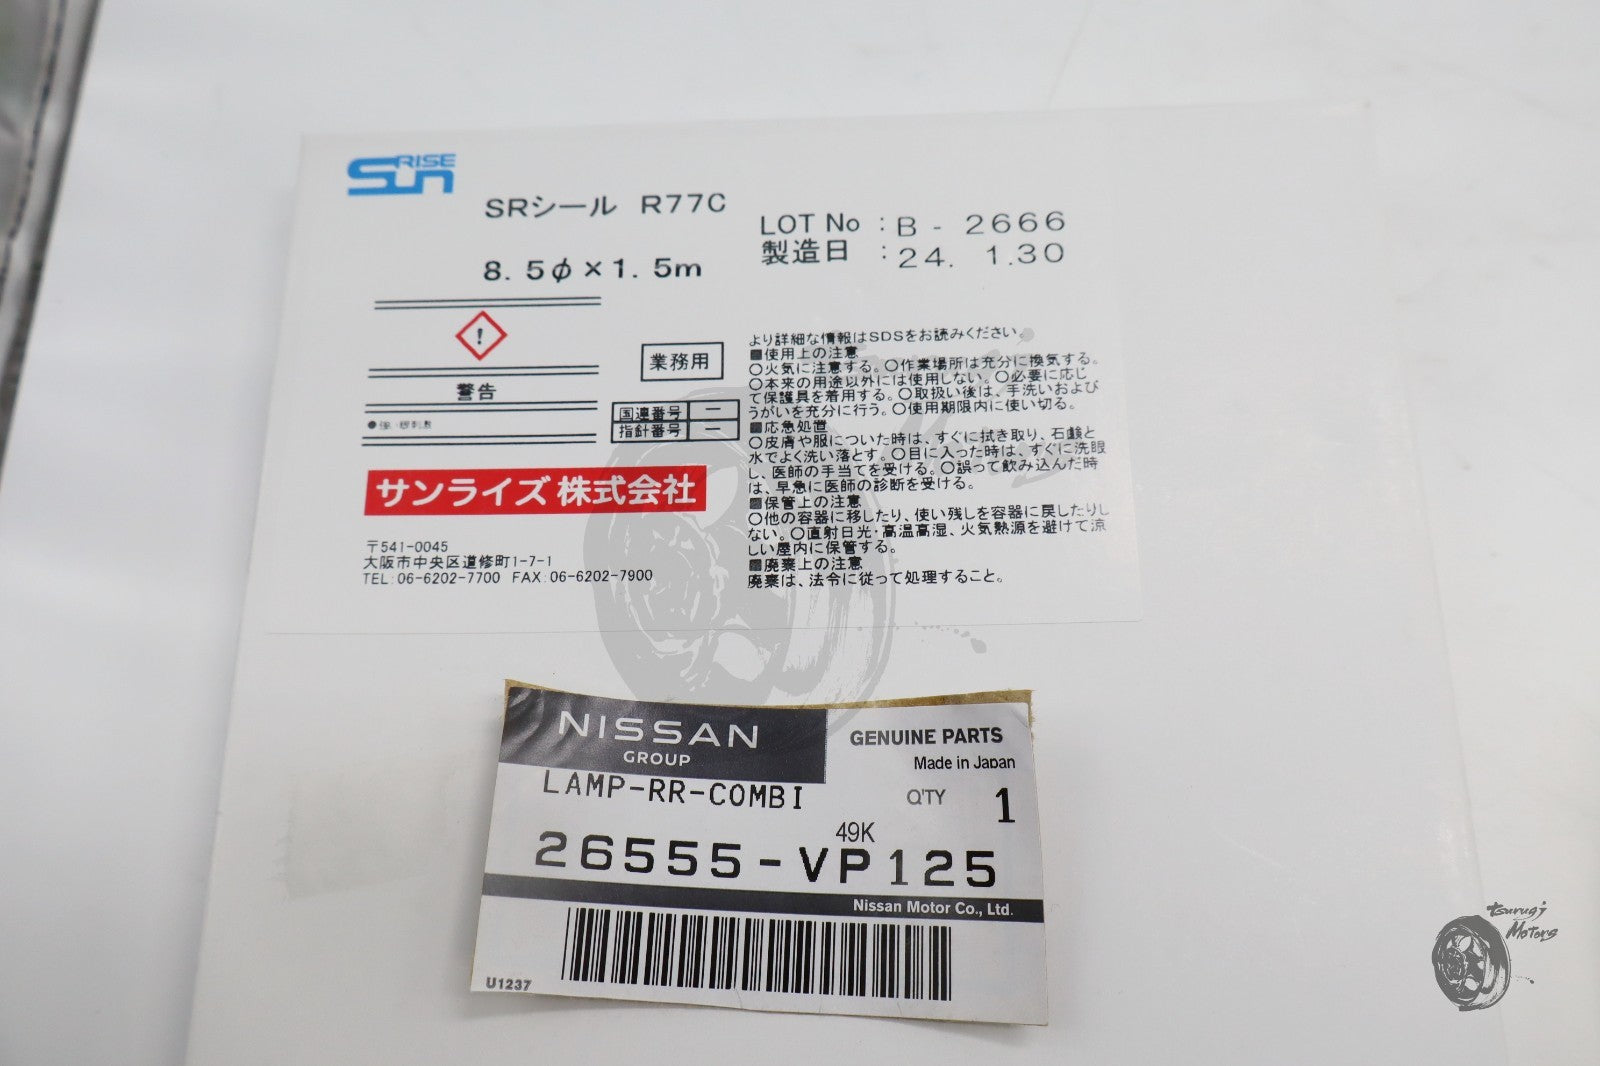 SUNRISE
SRシール R77C
8.5φ×1.5m
LOT No : B - 2666
製造日 : 24. 1.30
警告
業務用
国連番号 —
指針番号 —
サンライズ 株式会社
〒541-0045
大阪市中央区道修町1-7-1
TEL:06-6202-7700 FAX:06-6202-7900
より詳細な情報はSDSをお読みください。
■使用上の注意
○火気に注意する。○作業場所は充分に換気する。
○本来の用途以外には使用しない。○必要に応じ
て保護具を着用する。○取扱い後は、手洗いおよび
うがいを充分に行う。○使用期限内に使い切る。
■応急処置
○皮膚や服についた時は、すぐに拭き取り、石鹸と
水でよく洗い落とす。○目に入った時は、すぐに洗眼
し、医師の手当てを受ける。○誤って飲み込んだ時
は、早急に医師の診断を受ける。
■保管上の注意
○他の容器に移したり、使い残しを容器に戻したりし
ない。○直射日光・高温高湿、火気熱源を避けて涼
しい屋内に保管する。
■廃棄上の注意
廃棄は、法令に従って処理すること。
NISSAN
GROUP
GENUINE PARTS
Made in Japan
LAMP-RR-COMBI
Q'TY 1
49K
26555-VP125
Nissan Motor Co., Ltd.
U1237
Tsurugi
Motors